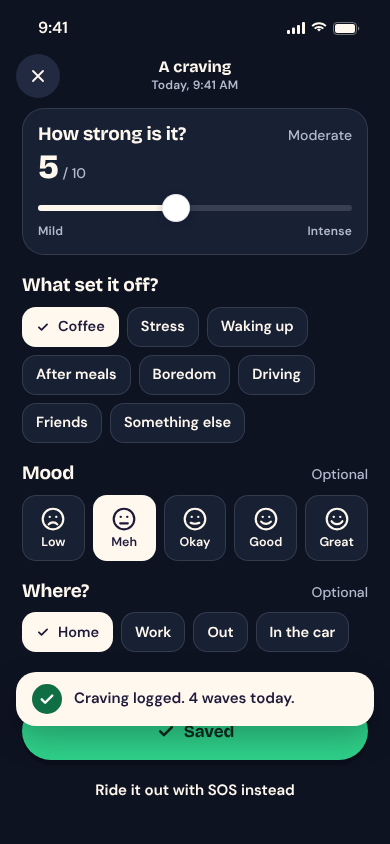 9:41
A craving
Today, 9:41 AM
How strong is it?
Moderate
5 / 10
Mild
Intense
What set it off?
Coffee
Stress
Waking up
After meals
Boredom
Driving
Friends
Something else
Mood
Optional
Low
Meh
Okay
Good
Great
Where?
Optional
Home
Work
Out
In the car
Craving logged. 4 waves today.
Saved
Ride it out with SOS instead